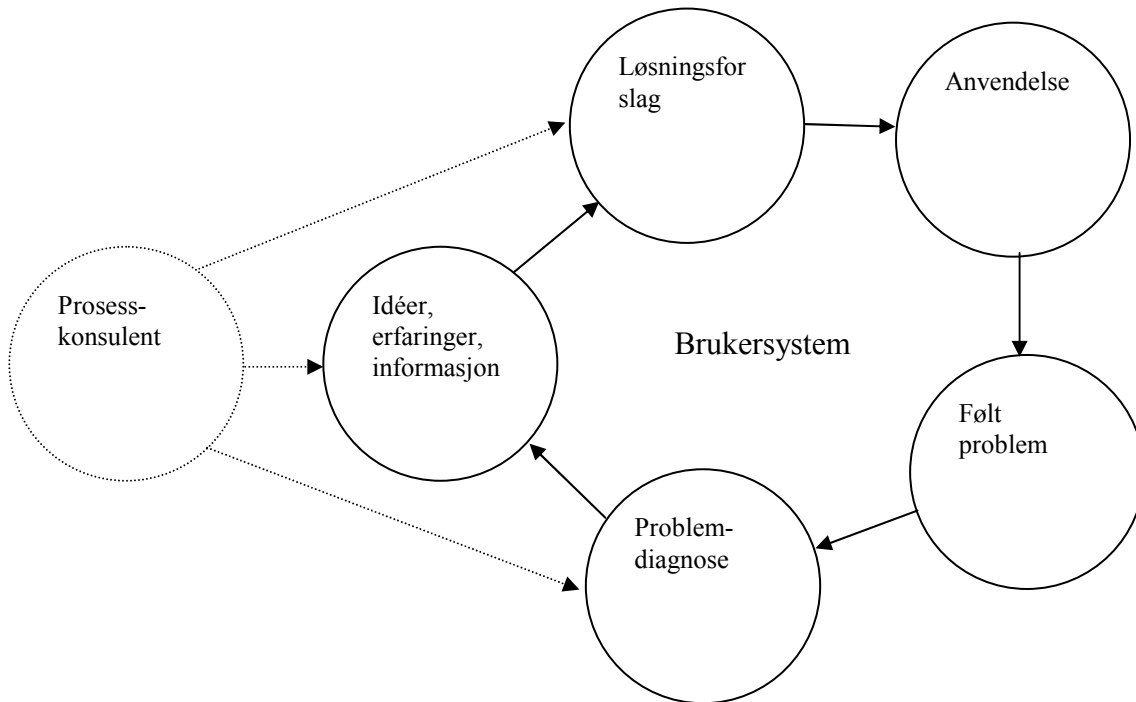 Løsningsfor
slag
Anvendelse
Prosess-
konsulent
Idéer,
erfaringer,
informasjon
Brukersystem
Følt
problem
Problem-
diagnose